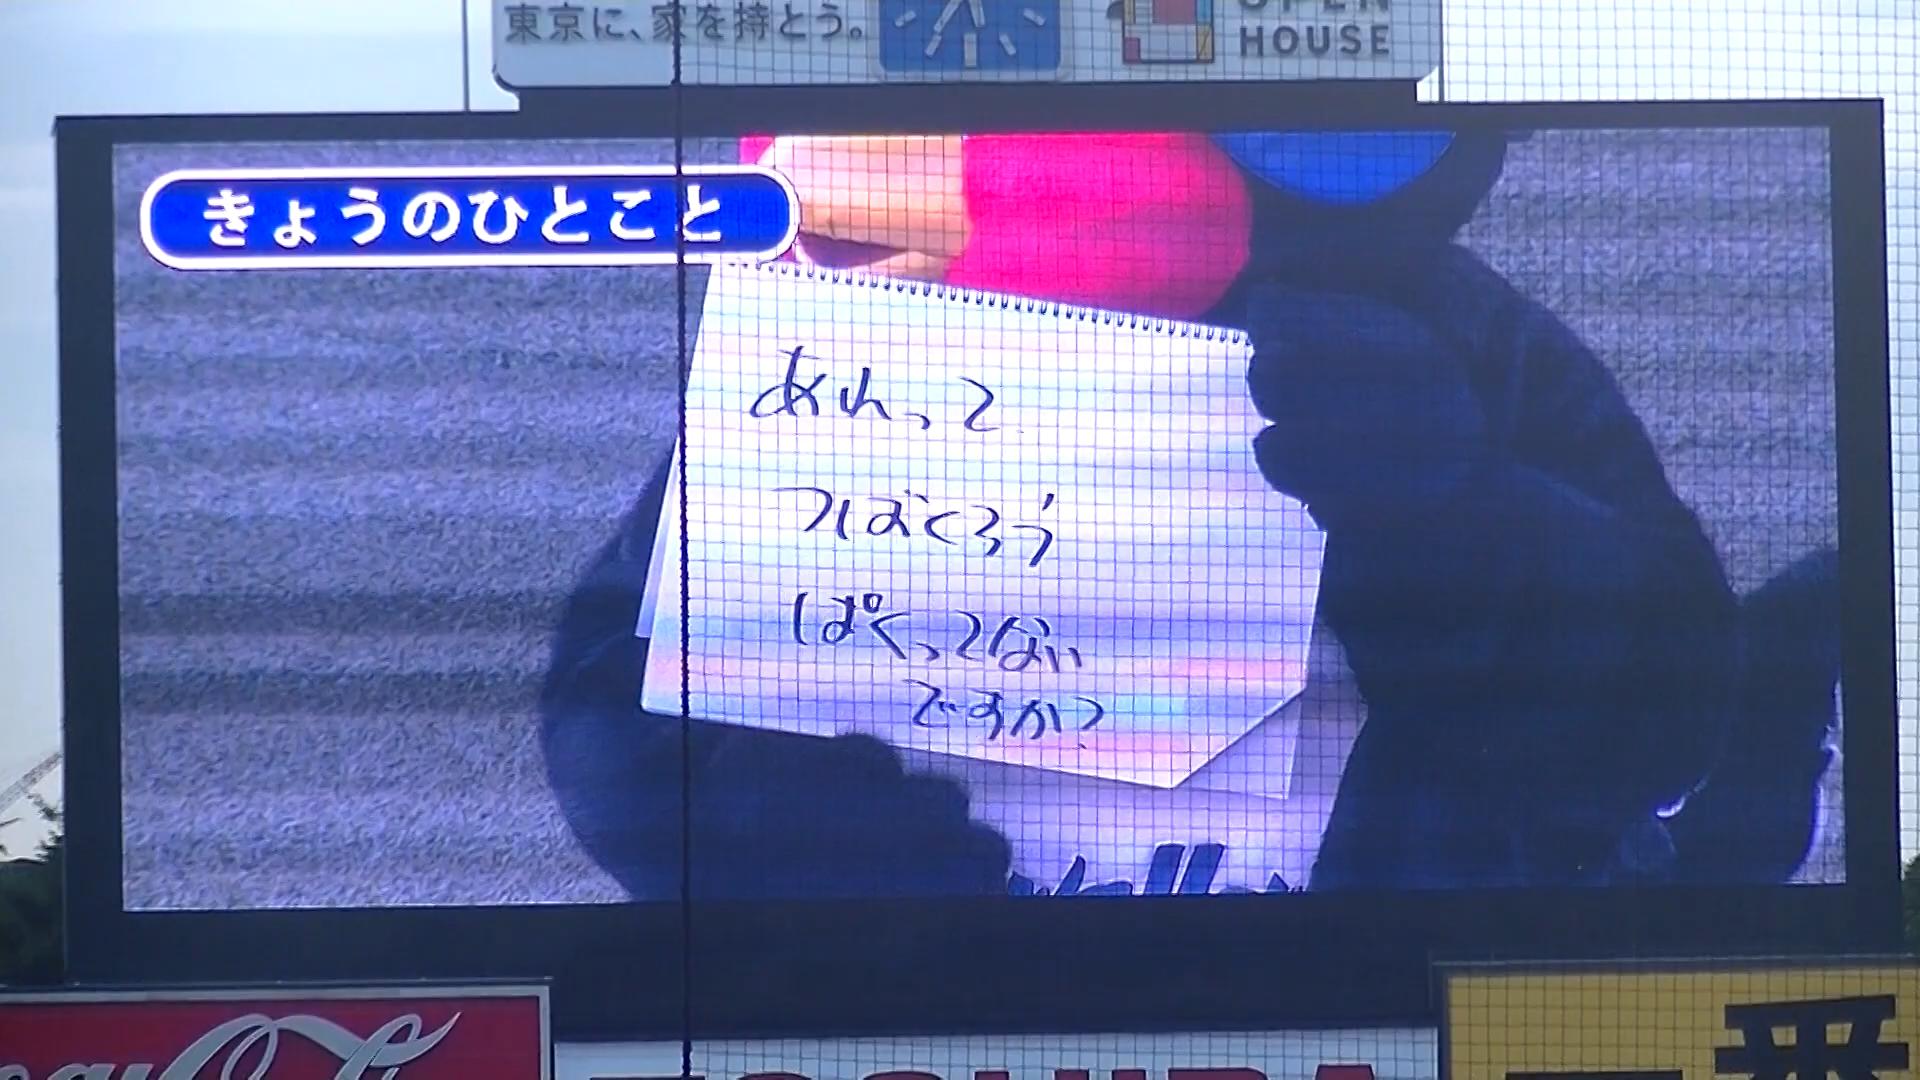 東京に、家を持とう。
OPEN
HOUSE
きょうのひとこと
あれって
つばくろう
ぱくってない
ですか?